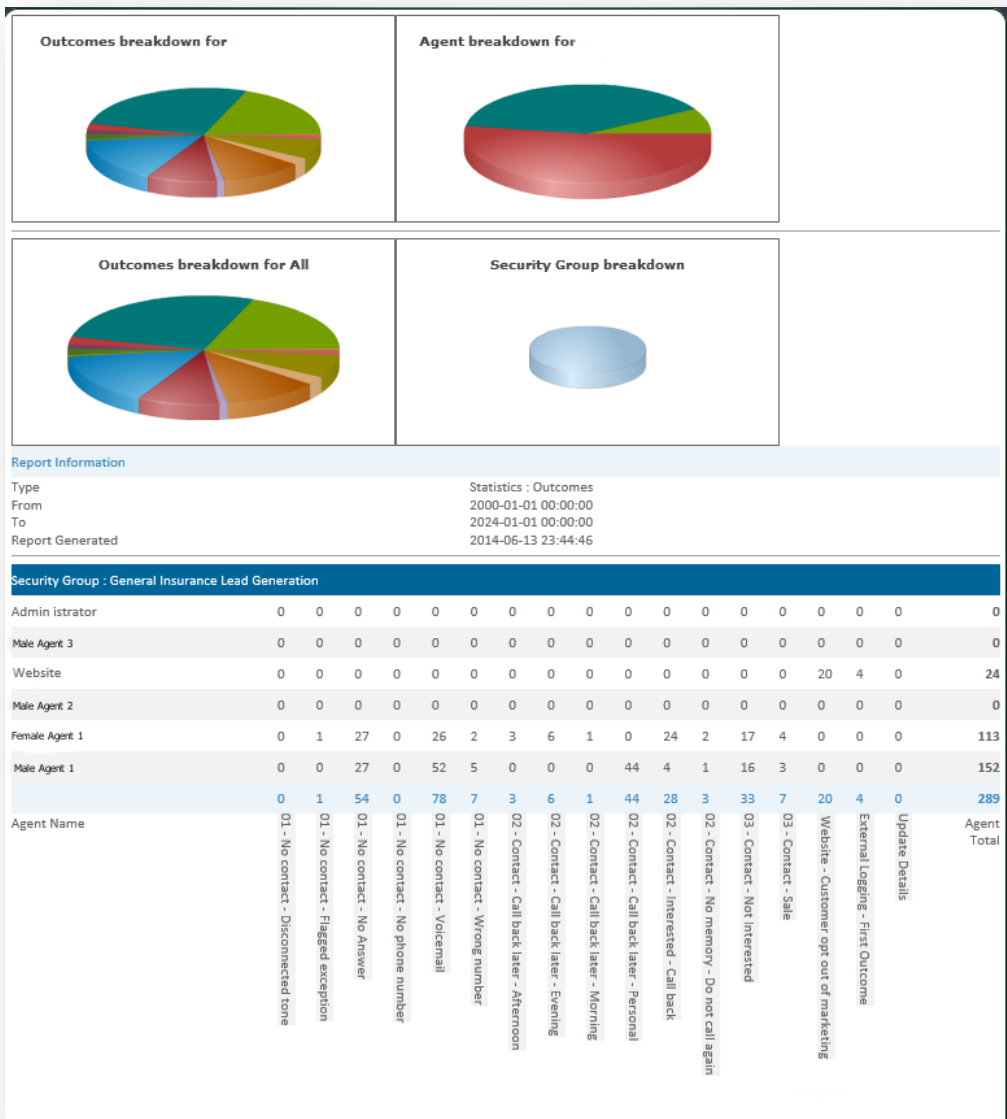 Outcomes breakdown for
Agent breakdown for
Outcomes breakdown for All
Security Group breakdown
Report Information
Type Statistics : Outcomes
From 2000-01-01 00:00:00
To 2024-01-01 00:00:00
Report Generated 2014-06-13 23:44:46
Security Group : General Insurance Lead Generation
Admin istrator 0 0 0 0 0 0 0 0 0 0 0 0 0 0 0 0 0 0
Male Agent 3 0 0 0 0 0 0 0 0 0 0 0 0 0 0 0 0 0 0
Website 0 0 0 0 0 0 0 0 0 0 0 0 0 0 20 4 0 24
Male Agent 2 0 0 0 0 0 0 0 0 0 0 0 0 0 0 0 0 0 0
Female Agent 1 0 1 27 0 26 2 3 6 1 0 24 2 17 4 0 0 0 113
Male Agent 1 0 0 27 0 52 5 0 0 0 44 4 1 16 3 0 0 0 152
0 1 54 0 78 7 3 6 1 44 28 3 33 7 20 4 0 289
Agent Name
01 - No contact - Disconnected tone
01 - No contact - Flagged exception
01 - No contact - No Answer
01 - No contact - No phone number
01 - No contact - Voicemail
01 - No contact - Wrong number
02 - Contact - Call back later - Afternoon
02 - Contact - Call back later - Evening
02 - Contact - Call back later - Morning
02 - Contact - Call back later - Personal
02 - Contact - Interested - Call back
02 - Contact - No memory - Do not call again
03 - Contact - Not Interested
03 - Contact - Sale
Website - Customer opt out of marketing
External Logging - First Outcome
Update Details
Agent
Total